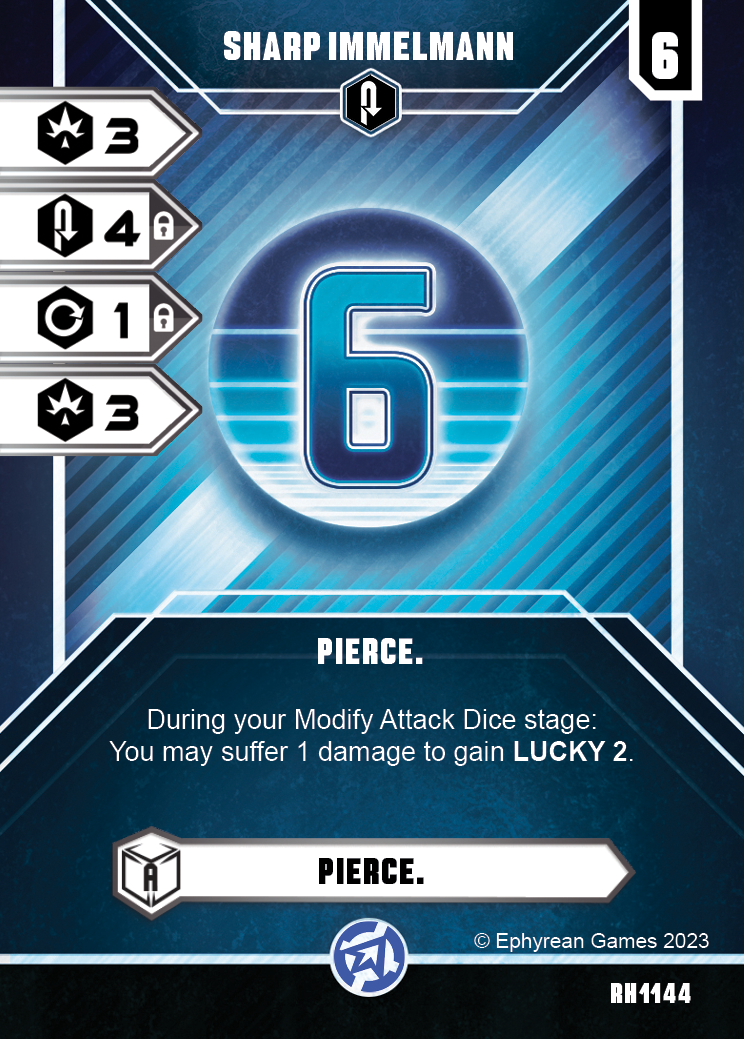 SHARP IMMELMANN
6
3
4
1
3
6
PIERCE.
During your Modify Attack Dice stage:
You may suffer 1 damage to gain LUCKY 2.
A
PIERCE.
© Ephyrean Games 2023
RH1144